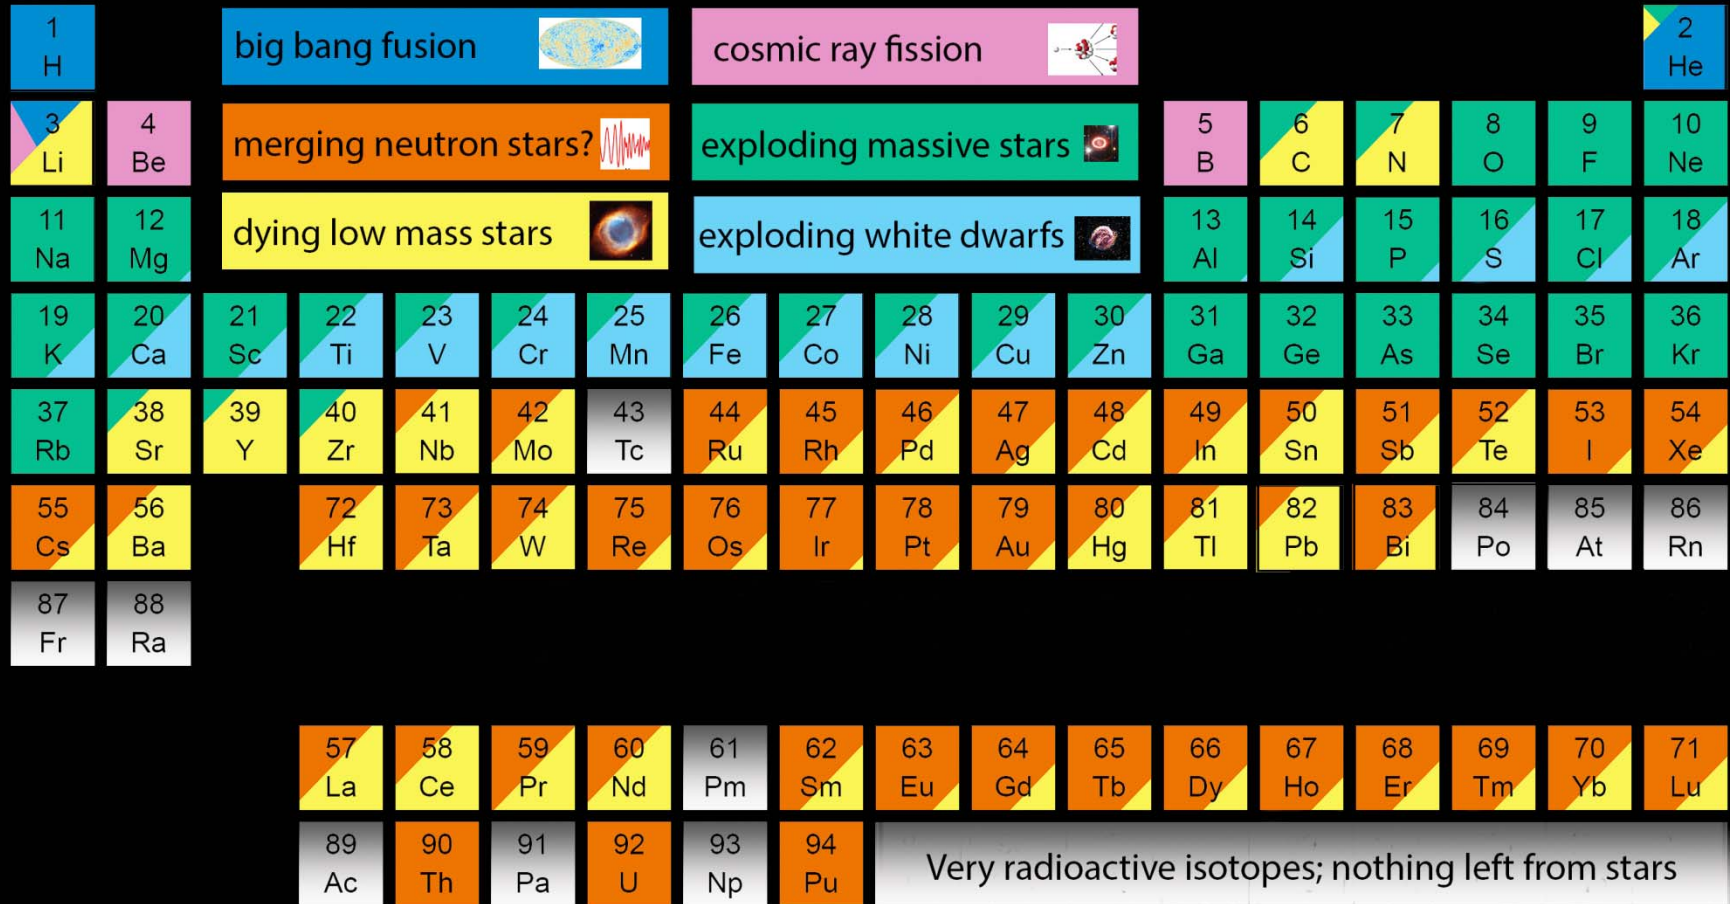 1 big bang fusion cosmic ray fission 2
H He
3 4 merging neutron stars? exploding massive stars 5 6 7 8 9 10
Li Be B C N O F Ne
11 12 dying low mass stars exploding white dwarfs 13 14 15 16 17 18
Na Mg Al Si P S Cl Ar
19 20 21 22 23 24 25 26 27 28 29 30 31 32 33 34 35 36
K Ca Sc Ti V Cr Mn Fe Co Ni Cu Zn Ga Ge As Se Br Kr
37 38 39 40 41 42 43 44 45 46 47 48 49 50 51 52 53 54
Rb Sr Y Zr Nb Mo Tc Ru Rh Pd Ag Cd In Sn Sb Te I Xe
55 56 72 73 74 75 76 77 78 79 80 81 82 83 84 85 86
Cs Ba Hf Ta W Re Os Ir Pt Au Hg Tl Pb Bi Po At Rn
87 88
Fr Ra
57 58 59 60 61 62 63 64 65 66 67 68 69 70 71
La Ce Pr Nd Pm Sm Eu Gd Tb Dy Ho Er Tm Yb Lu
89 90 91 92 93 94 Very radioactive isotopes; nothing left from stars
Ac Th Pa U Np Pu